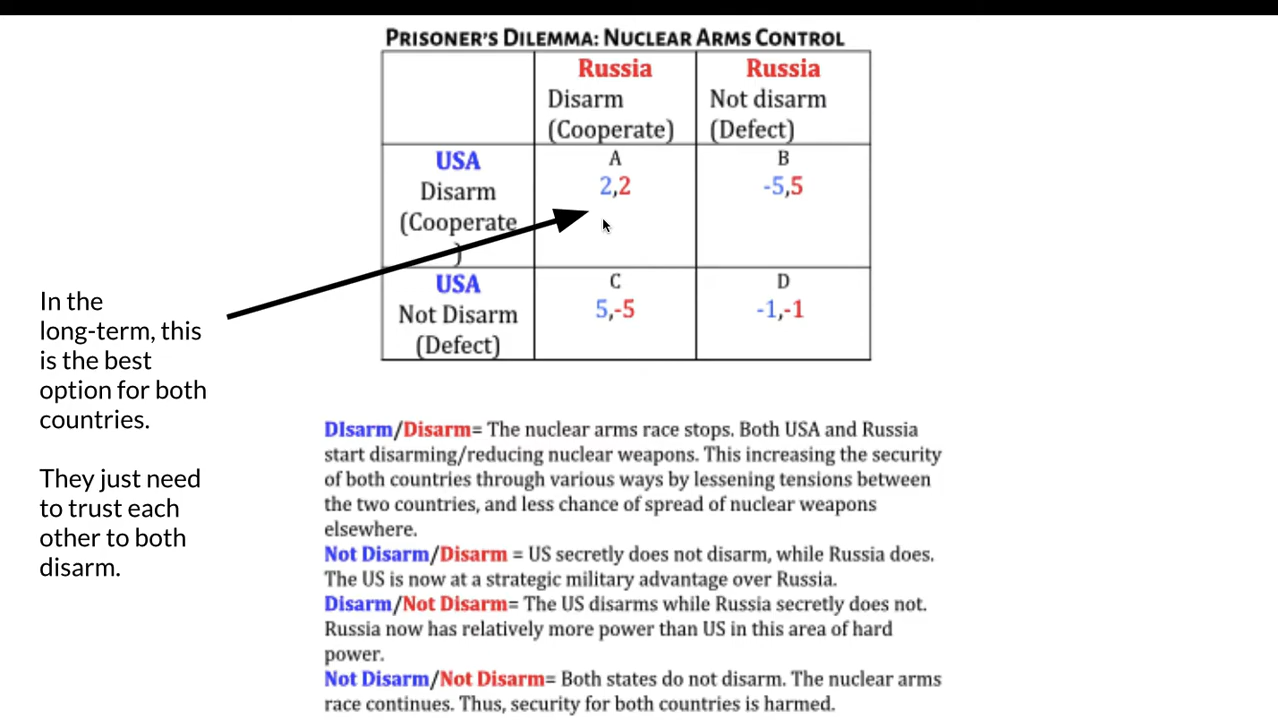 PRISONER'S DILEMMA: NUCLEAR ARMS CONTROL
Russia
Disarm
(Cooperate)
Russia
Not disarm
(Defect)
USA
Disarm
(Cooperate
)
A
2,2
B
-5,5
USA
Not Disarm
(Defect)
C
5,-5
D
-1,-1
In the
long-term, this
is the best
option for both
countries.
They just need
to trust each
other to both
disarm.
DIsarm/Disarm= The nuclear arms race stops. Both USA and Russia
start disarming/reducing nuclear weapons. This increasing the security
of both countries through various ways by lessening tensions between
the two countries, and less chance of spread of nuclear weapons
elsewhere.
Not Disarm/Disarm = US secretly does not disarm, while Russia does.
The US is now at a strategic military advantage over Russia.
Disarm/Not Disarm= The US disarms while Russia secretly does not.
Russia now has relatively more power than US in this area of hard
power.
Not Disarm/Not Disarm= Both states do not disarm. The nuclear arms
race continues. Thus, security for both countries is harmed.